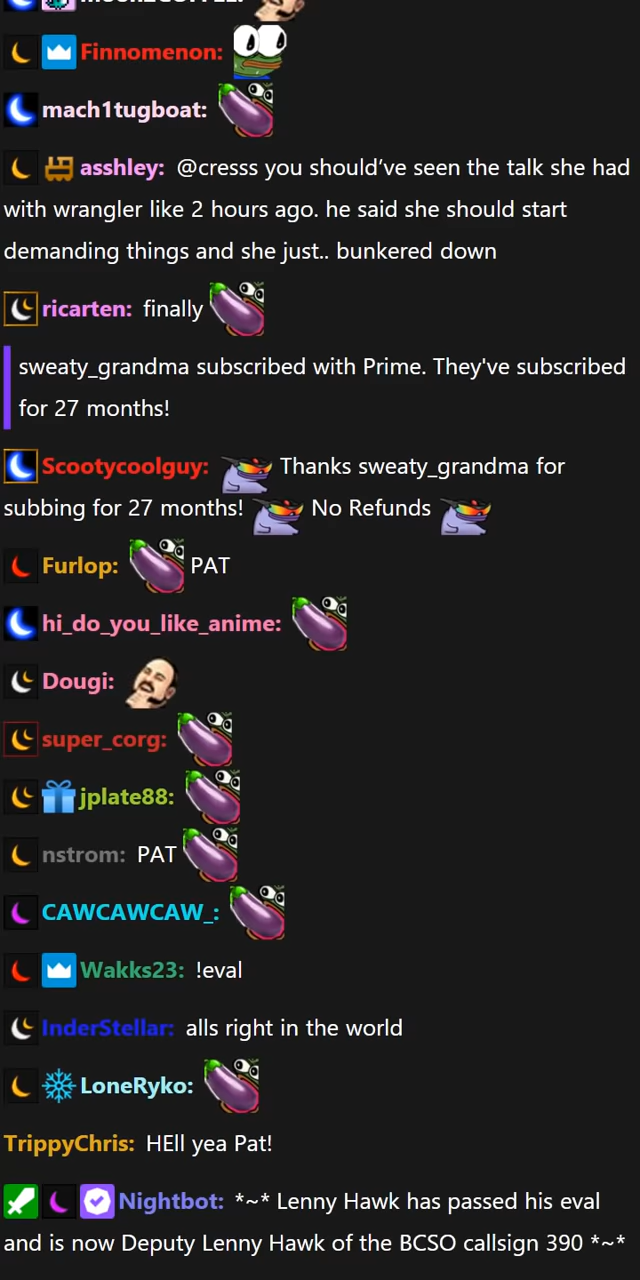 Finnomenon:
mach1tugboat:
asshley: @cresss you should've seen the talk she had
with wrangler like 2 hours ago. he said she should start
demanding things and she just.. bunkered down
ricarten: finally
sweaty_grandma subscribed with Prime. They've subscribed
for 27 months!
Scootycoolguy: Thanks sweaty_grandma for
subbing for 27 months! No Refunds
Furlop: PAT
hi_do_you_like_anime:
Dougi:
super_corg:
jplate88:
nstrom: PAT
CAWCAWCAW_:
Wakks23: !eval
InderStellar: alls right in the world
LoneRyko:
TrippyChris: HEll yea Pat!
Nightbot: *~* Lenny Hawk has passed his eval
and is now Deputy Lenny Hawk of the BCSO callsign 390 *~*